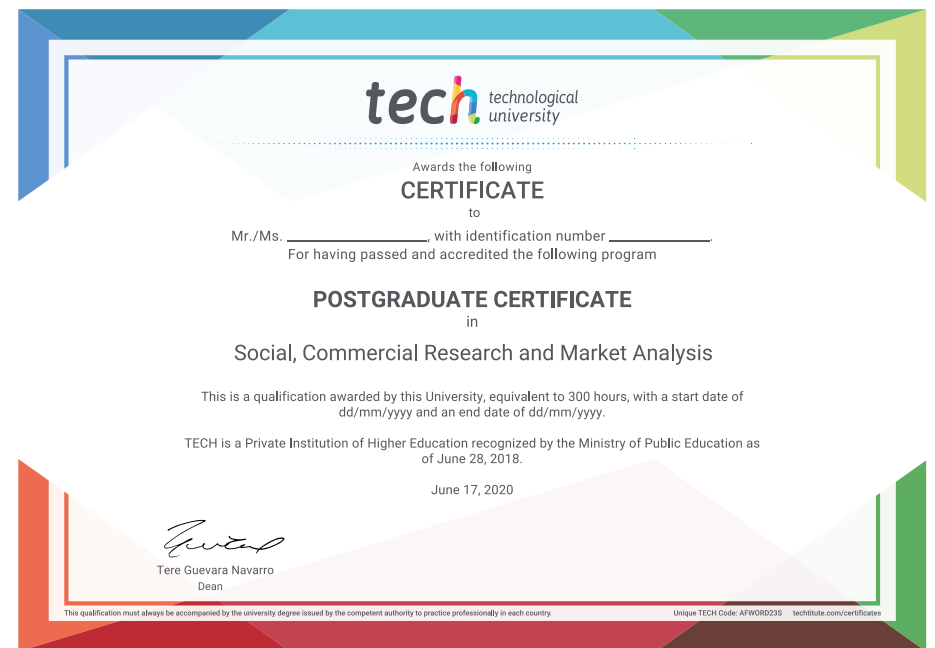 tech technological
university
Awards the following
CERTIFICATE
to
Mr./Ms. ____________, with identification number _________.
For having passed and accredited the following program
POSTGRADUATE CERTIFICATE
in
Social, Commercial Research and Market Analysis
This is a qualification awarded by this University, equivalent to 300 hours, with a start date of
dd/mm/yyyy and an end date of dd/mm/yyyy.
TECH is a Private Institution of Higher Education recognized by the Ministry of Public Education as
of June 28, 2018.
June 17, 2020
Tere Guevara Navarro
Dean
This qualification must always be accompanied by the university degree issued by the competent authority to practice professionally in each country.
Unique TECH Code: AFWORD23S techtitute.com/certificates